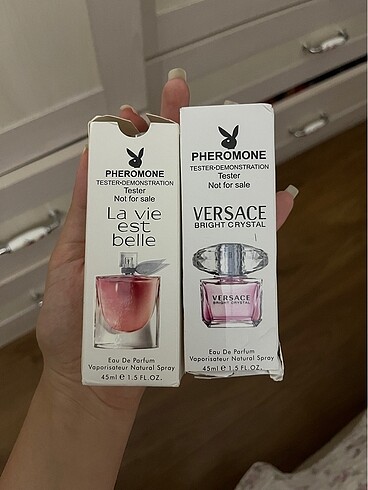 PHEROMONE
TESTER•DEMONSTRATION
Tester
Not for sale
La vie
est
belle
Eau De Parfum
Vaporisateur Natural Spray
45ml e 1.5 FL.OZ.
PHEROMONE
TESTER•DEMONSTRATION
Tester
Not for sale
VERSACE
BRIGHT CRYSTAL
VERSACE
BRIGHT CRYSTAL
Eau De Parfum
Vaporisateur Natural Spray
45ml e 1.5 FL.OZ.